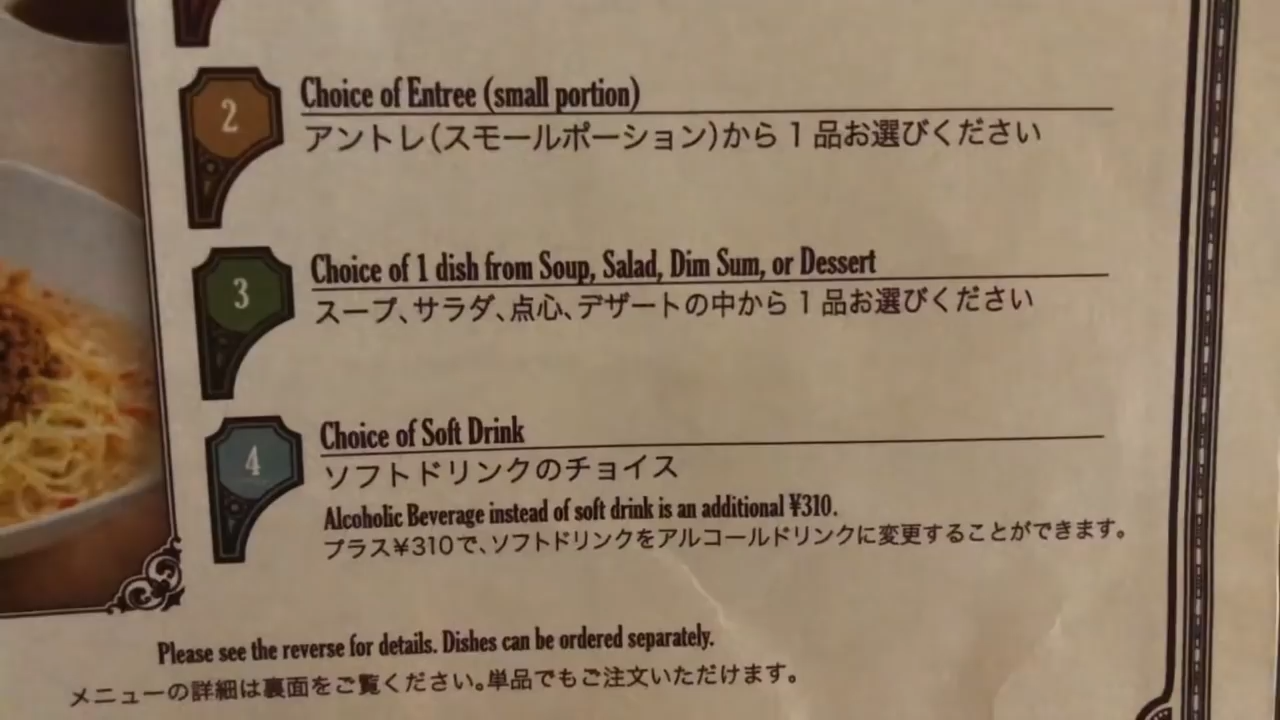 2
Choice of Entree (small portion)
アントレ(スモールポーション)から 1 品お選びください
3
Choice of 1 dish from Soup, Salad, Dim Sum, or Dessert
スープ、サラダ、点心、デザートの中から 1 品お選びください
4
Choice of Soft Drink
ソフトドリンクのチョイス
Alcoholic Beverage instead of soft drink is an additional ¥310.
プラス¥310で、ソフトドリンクをアルコールドリンクに変更することができます。
Please see the reverse for details. Dishes can be ordered separately.
メニューの詳細は裏面をご覧ください。単品でもご注文いただけます。